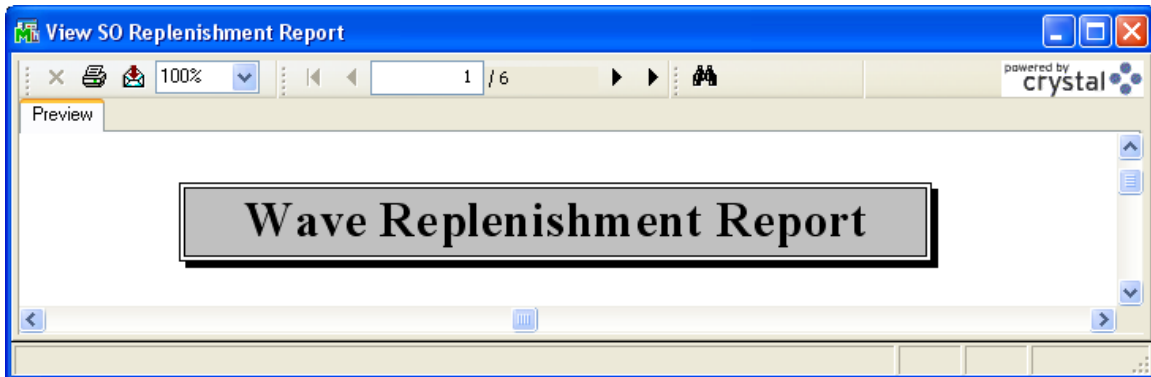 View SO Replenishment Report
100%
1 / 6
powered by
crystal
Preview
Wave Replenishment Report